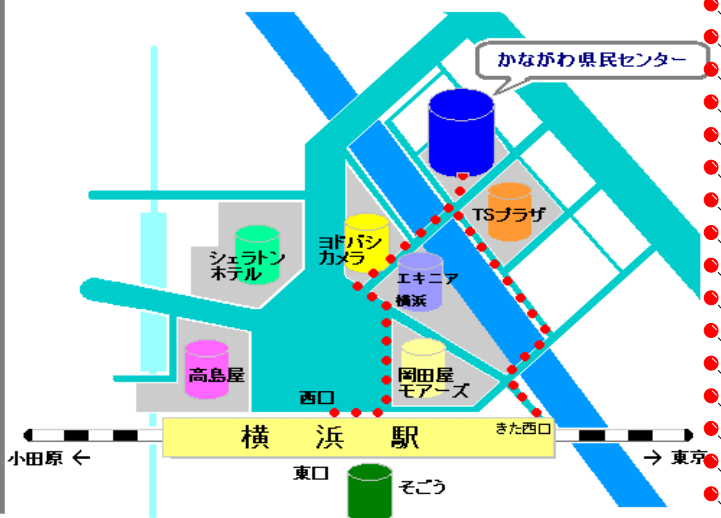 かながわ県民センター
TSプラザ
ヨドバシ
カメラ
シェラトン
ホテル
エキニア
横浜
高島屋
岡田屋
モアーズ
西口
きた西口
横浜駅
小田原 ←
→ 東京
東口
そごう